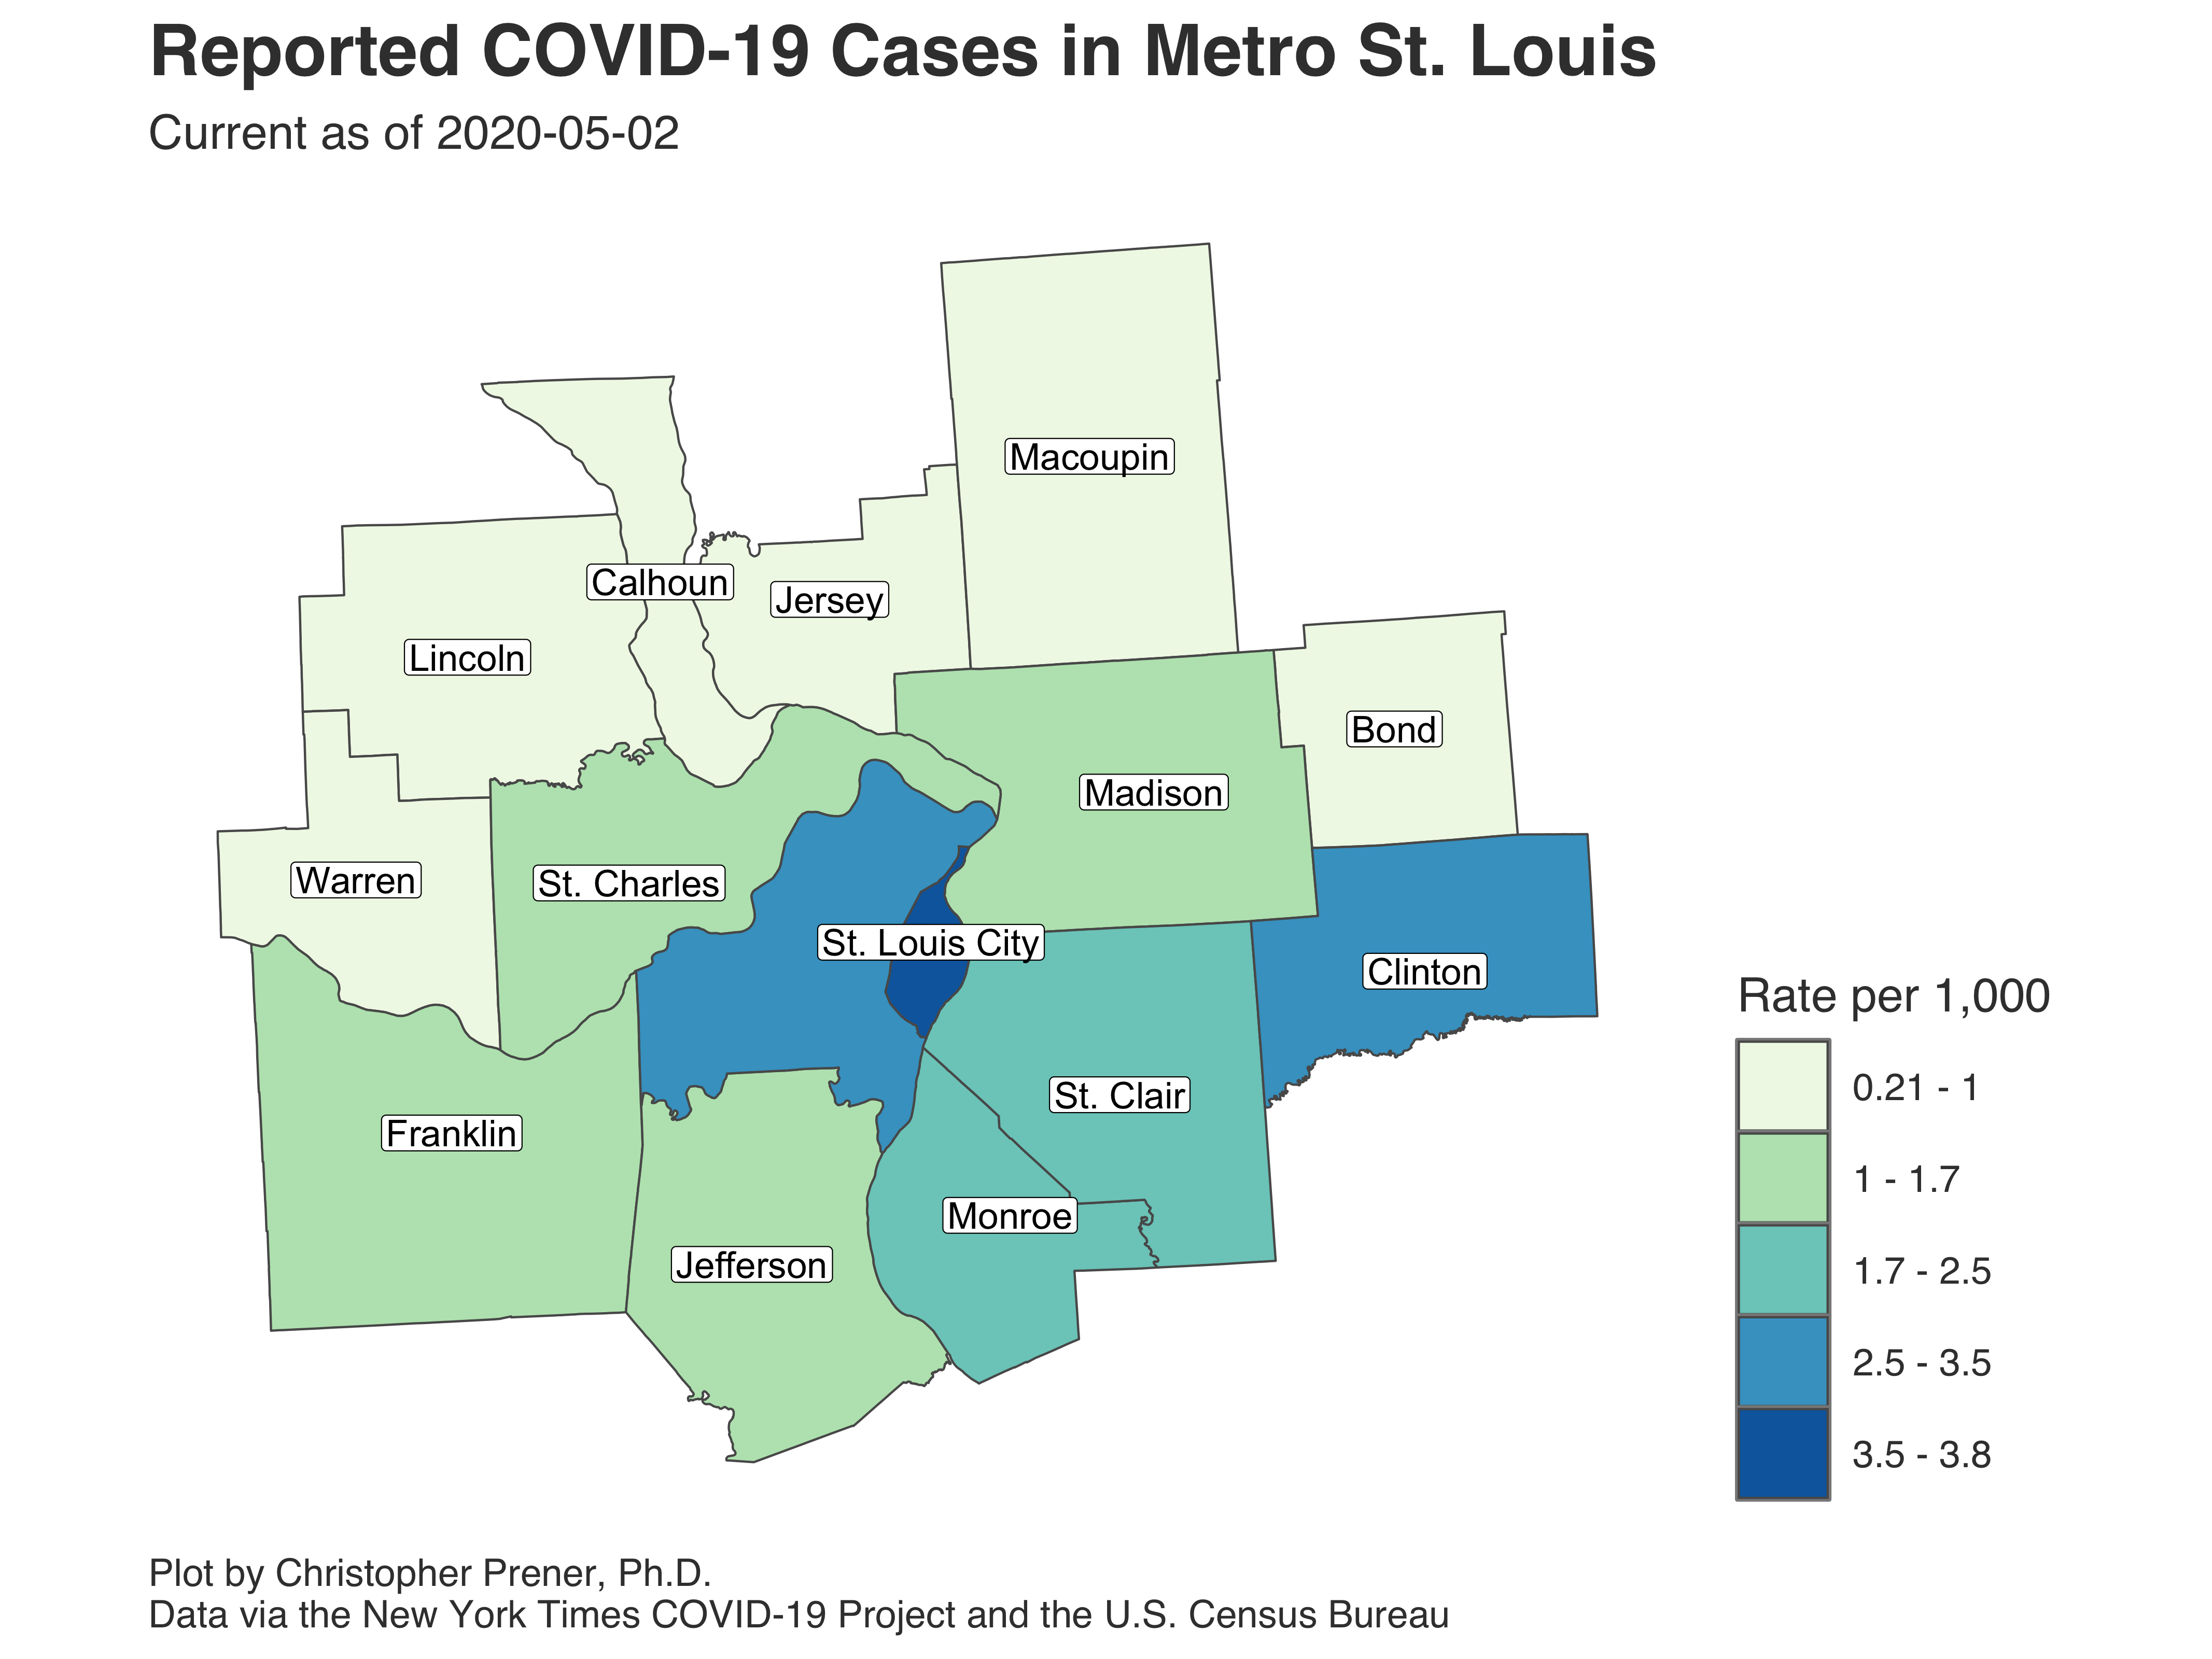 Reported COVID-19 Cases in Metro St. Louis
Current as of 2020-05-02
Macoupin
Calhoun
Jersey
Lincoln
Bond
Madison
Warren
St. Charles
St. Louis City
Clinton
St. Clair
Franklin
Monroe
Jefferson
Rate per 1,000
0.21 - 1
1 - 1.7
1.7 - 2.5
2.5 - 3.5
3.5 - 3.8
Plot by Christopher Prener, Ph.D.
Data via the New York Times COVID-19 Project and the U.S. Census Bureau